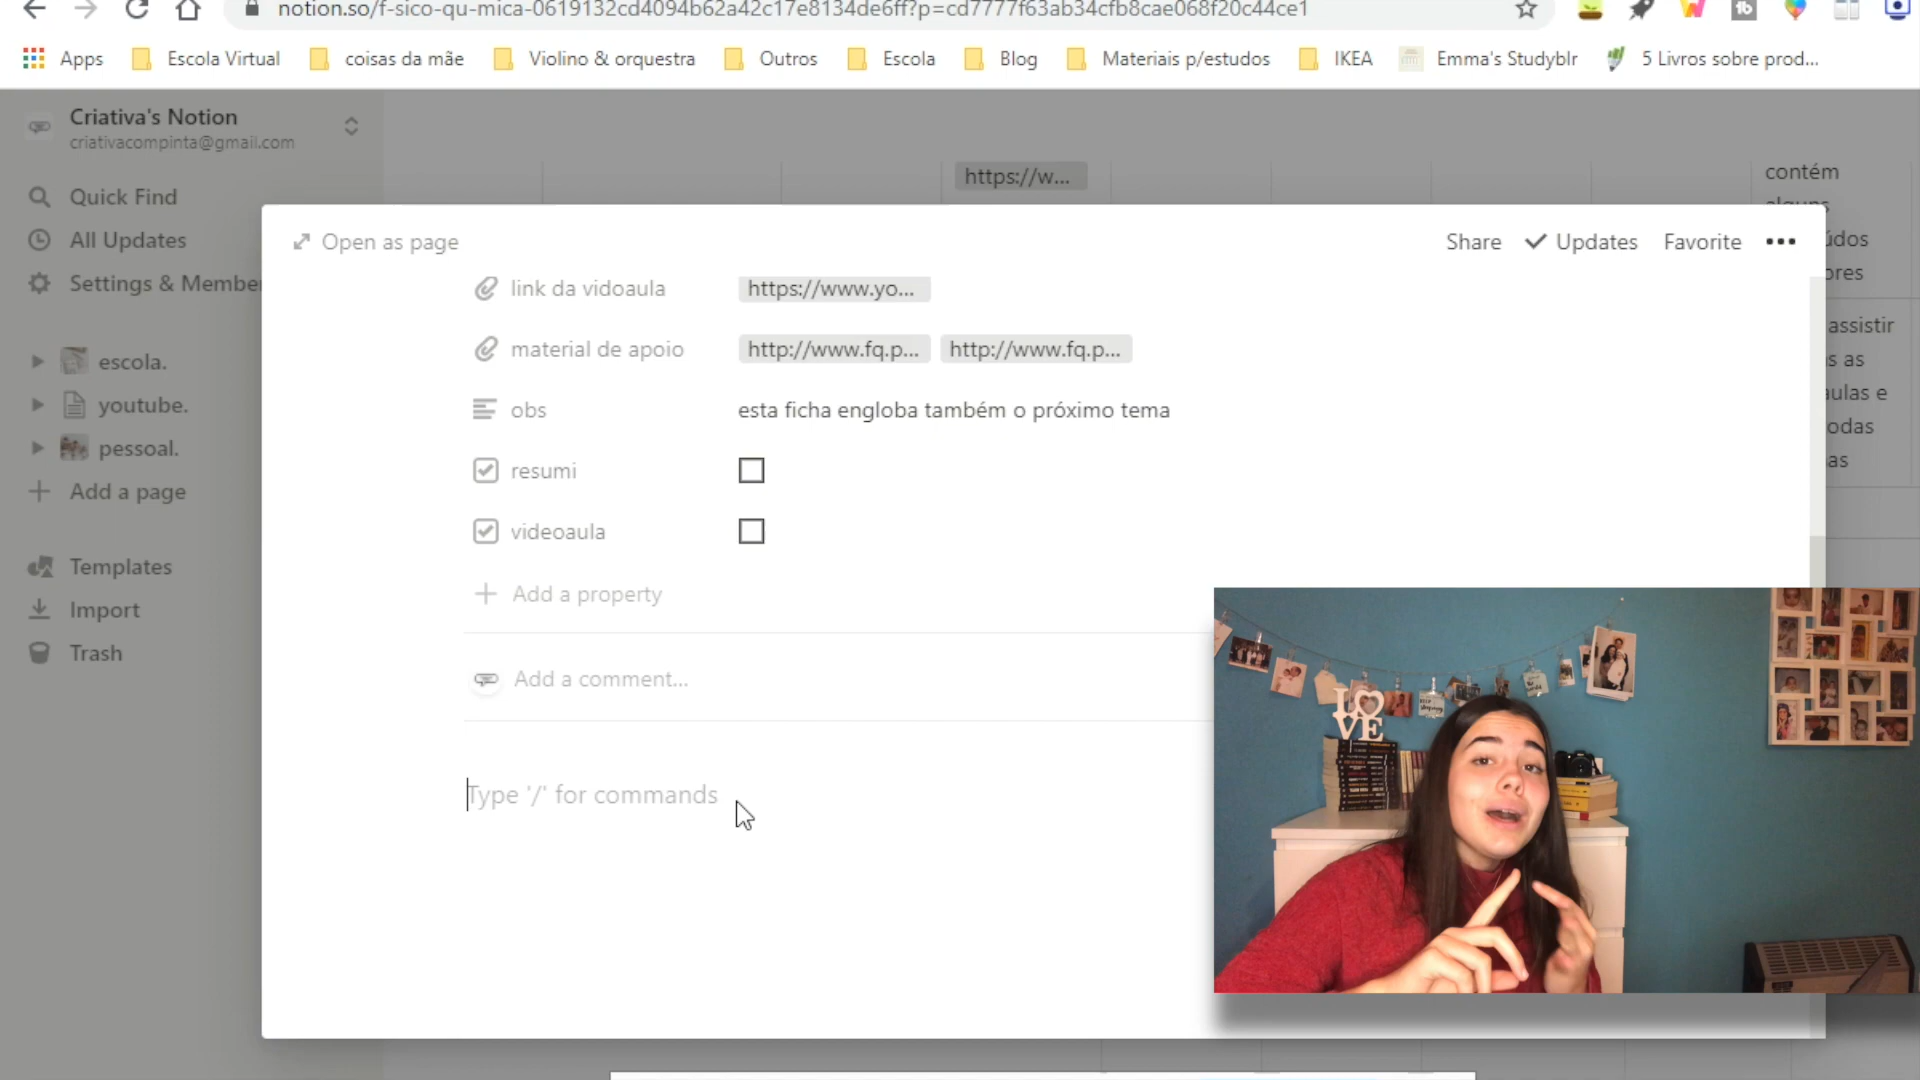 notion.so/f-sico-qu-mica-0619132cd4094b62a42c17e8134de6ff?p=cd7777f63ab34cfb8cae068f20c44ce1
Apps
Escola Virtual
coisas da mãe
Violino & orquestra
Outros
Escola
Blog
Materiais p/estudos
IKEA
Emma's Studyblr
5 Livros sobre prod...
Criativa's Notion
criativacompinta@gmail.com
Quick Find
All Updates
Settings & Member
escola.
youtube.
pessoal.
Add a page
Templates
Import
Trash
https://w...
contém
alguns
údos
ores
assistir
s as
aulas e
odas
as
Open as page
Share
Updates
Favorite
link da vidoaula
https://www.yo...
material de apoio
http://www.fq.p...
http://www.fq.p...
obs
esta ficha engloba também o próximo tema
resumi
videoaula
Add a property
Add a comment...
Type '/' for commands
LOVE